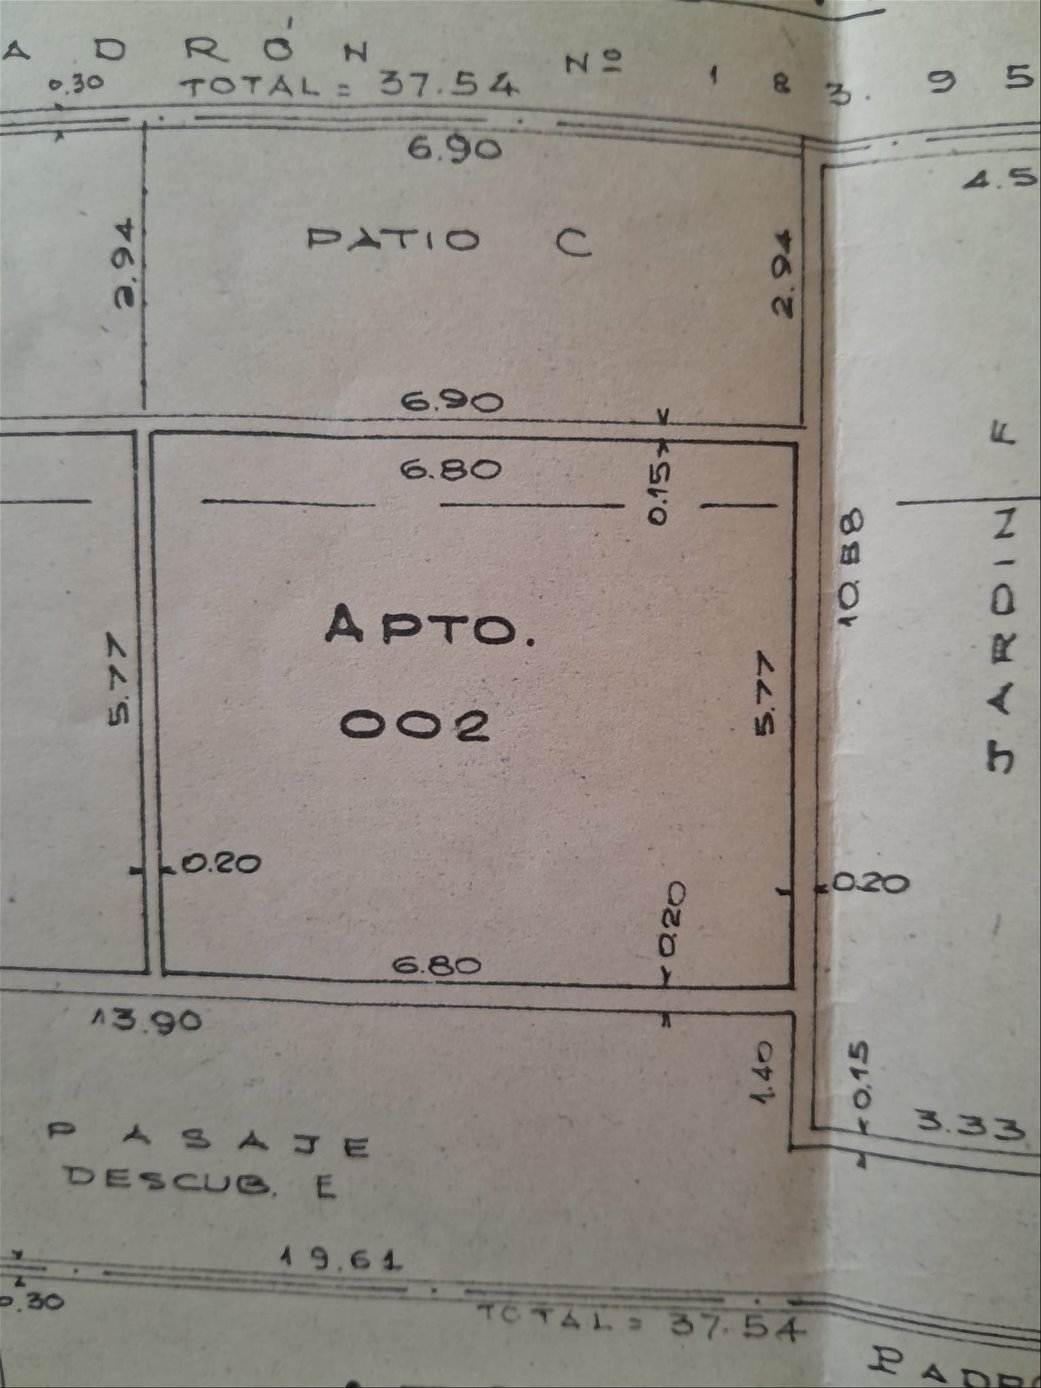 ADRÓN Nº 183.95
0.30 TOTAL = 37.54
6.90
4.5
PATIO C
2.94
2.94
6.90
6.80
0.15
10.88
JARDIN F
APTO.
002
5.77
5.77
0.20
0.20
0.20
6.80
13.90
1.40
0.15
3.33
PASAJE
DESCUB. E
19.61
0.30
TOTAL = 37.54
PADR